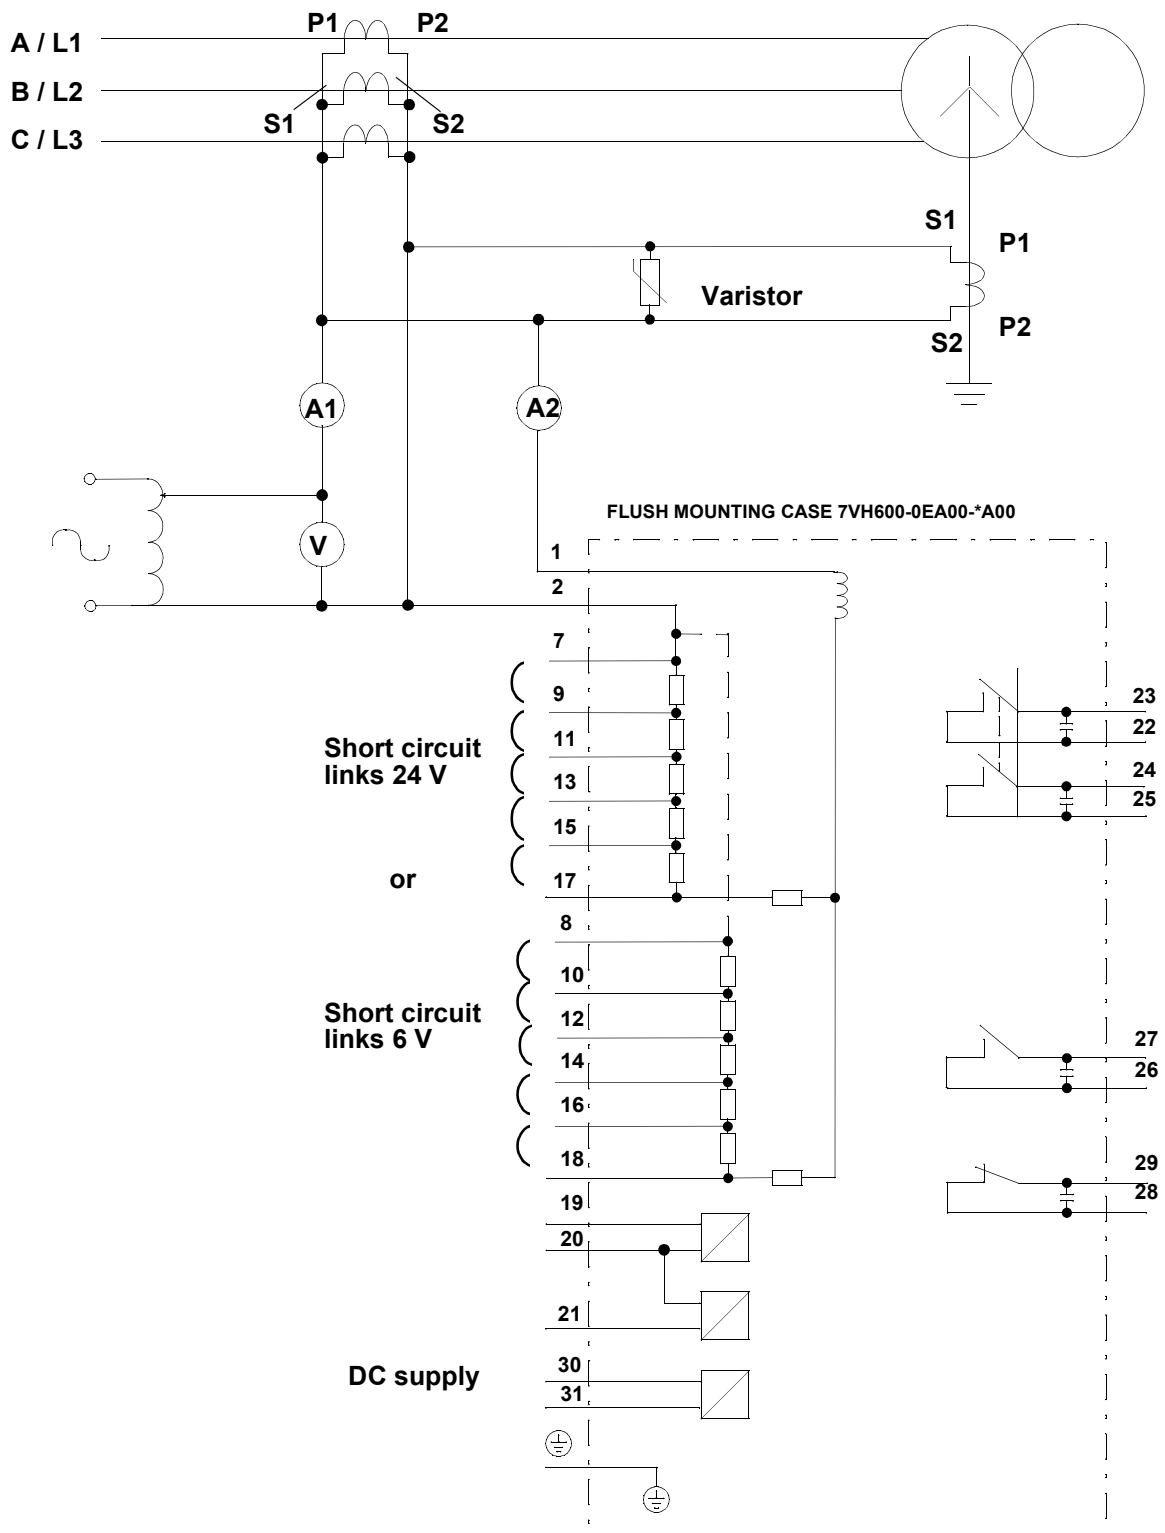 P1
P2
A / L1
B / L2
S1
S2
C / L3
S1
P1
Varistor
P2
S2
A1
A2
FLUSH MOUNTING CASE 7VH600-0EA00-*A00
V
1
2
7
9
11
Short circuit
links 24 V
13
15
or
17
8
10
Short circuit
links 6 V
12
14
16
18
19
20
21
DC supply
30
31
23
22
24
25
27
26
29
28